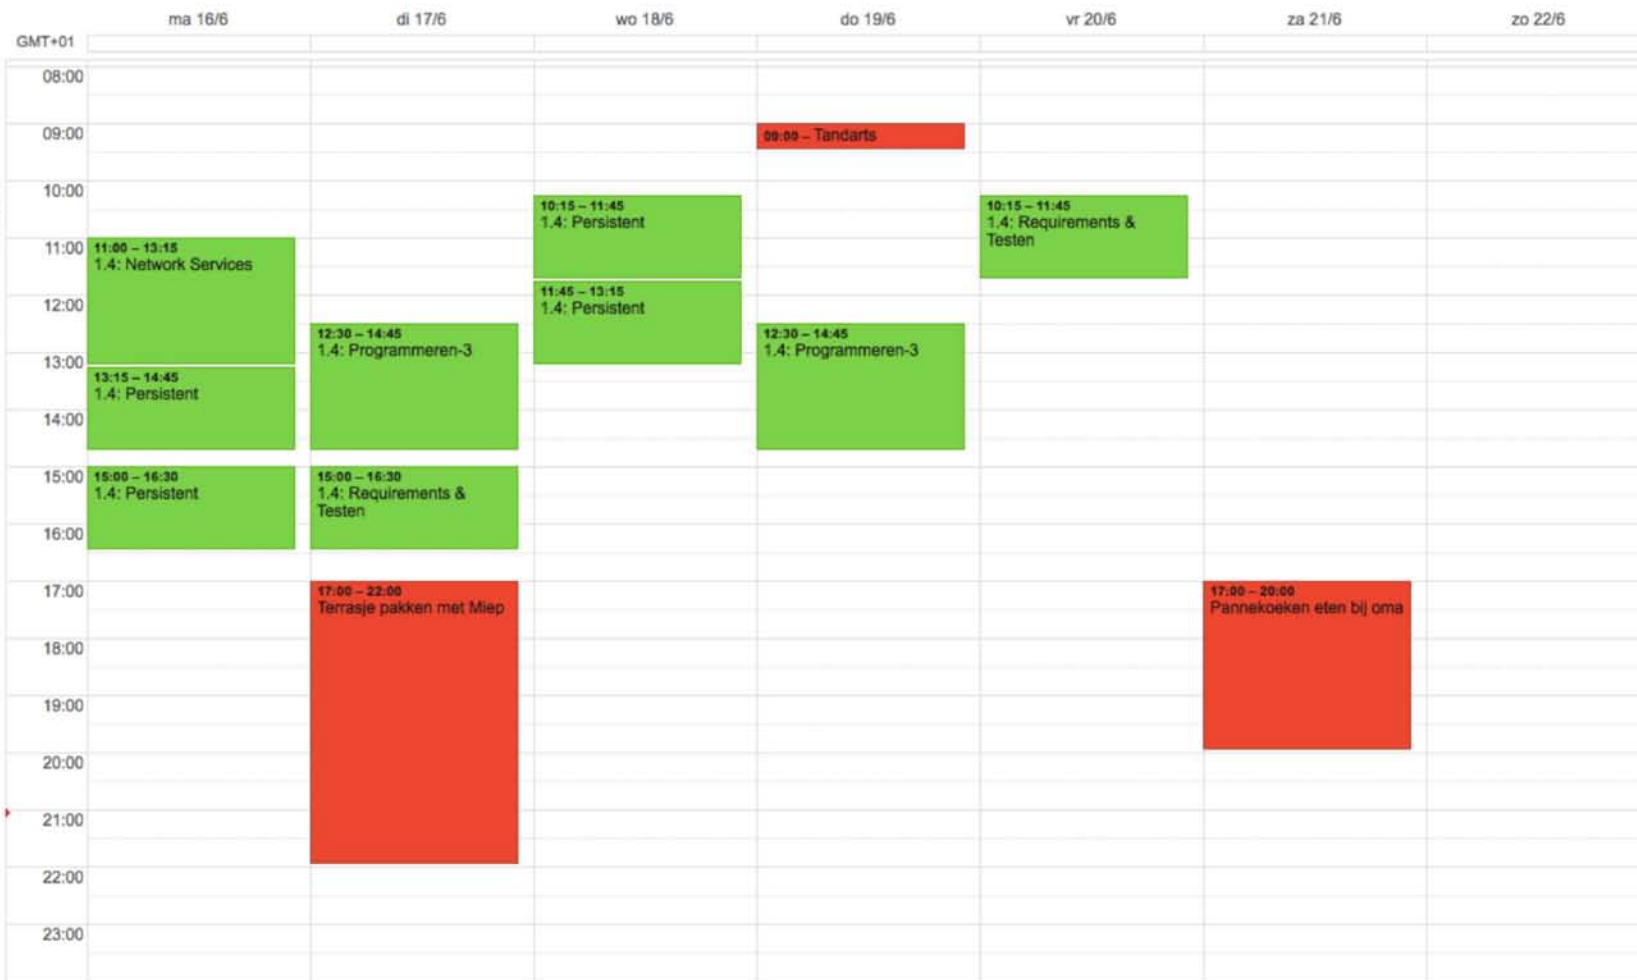 ma 16/6
di 17/6
wo 18/6
do 19/6
vr 20/6
za 21/6
zo 22/6
GMT+01
08:00
09:00
10:00
11:00
12:00
13:00
14:00
15:00
16:00
17:00
18:00
19:00
20:00
21:00
22:00
23:00
11:00 – 13:15
1.4: Network Services
13:15 – 14:45
1.4: Persistent
15:00 – 16:30
1.4: Persistent
12:30 – 14:45
1.4: Programmeren-3
15:00 – 16:30
1.4: Requirements &
Testen
17:00 – 22:00
Terrasje pakken met Miep
10:15 – 11:45
1.4: Persistent
11:45 – 13:15
1.4: Persistent
09:00 – Tandarts
12:30 – 14:45
1.4: Programmeren-3
10:15 – 11:45
1.4: Requirements &
Testen
17:00 – 20:00
Pannekoeken eten bij oma